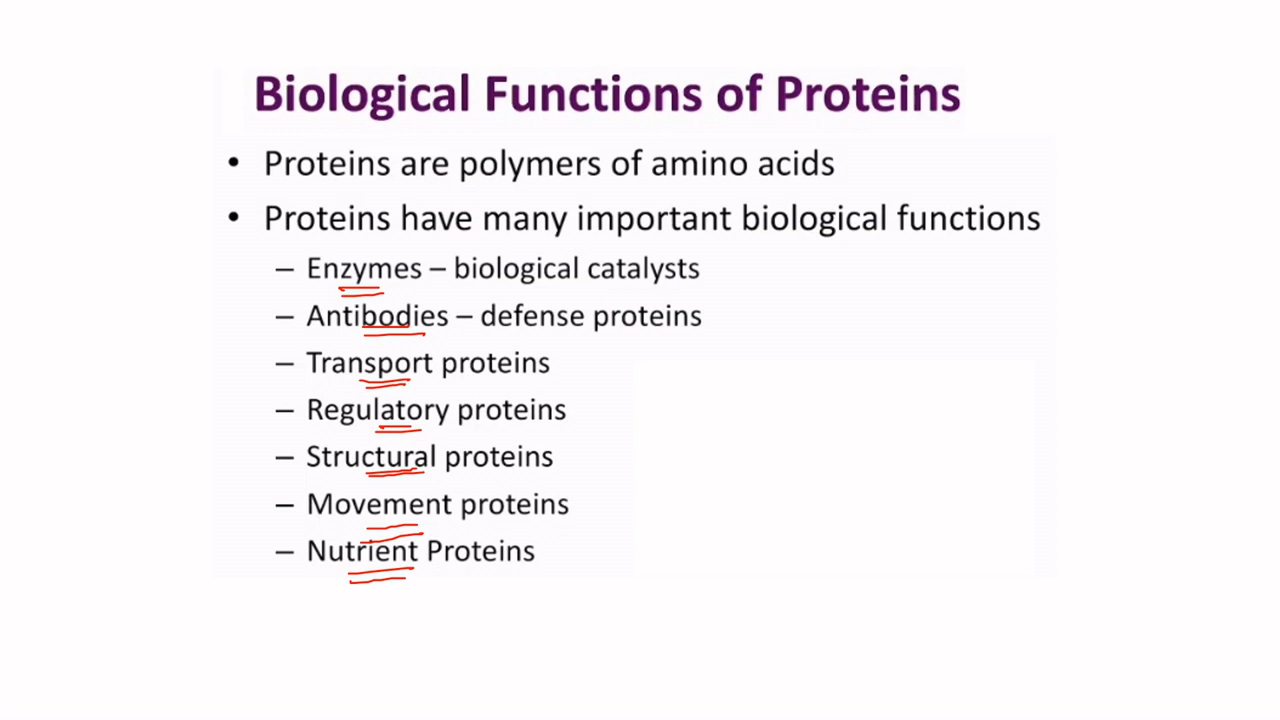 Biological Functions of Proteins
• Proteins are polymers of amino acids
• Proteins have many important biological functions
– Enzymes – biological catalysts
– Antibodies – defense proteins
– Transport proteins
– Regulatory proteins
– Structural proteins
– Movement proteins
– Nutrient Proteins